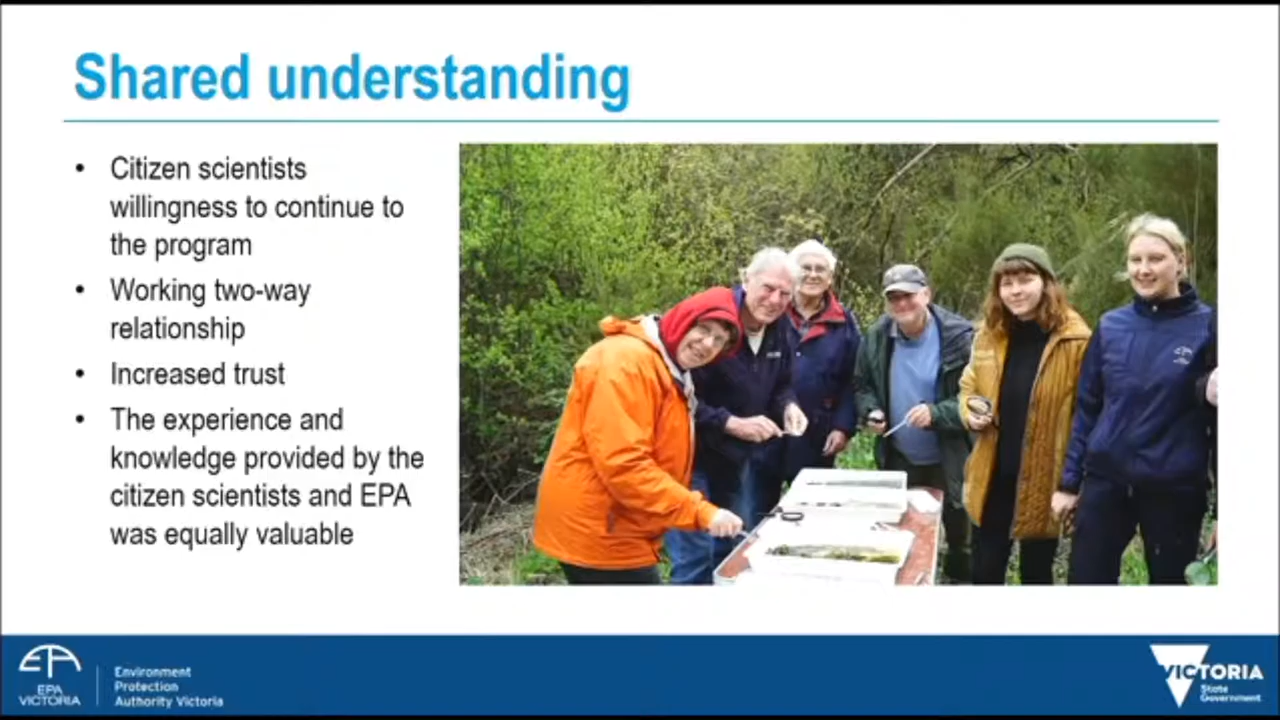 Shared understanding
• Citizen scientists
willingness to continue to
the program
• Working two-way
relationship
• Increased trust
• The experience and
knowledge provided by the
citizen scientists and EPA
was equally valuable
EPA
VICTORIA
Environment
Protection
Authority Victoria
VICTORIA
State
Government